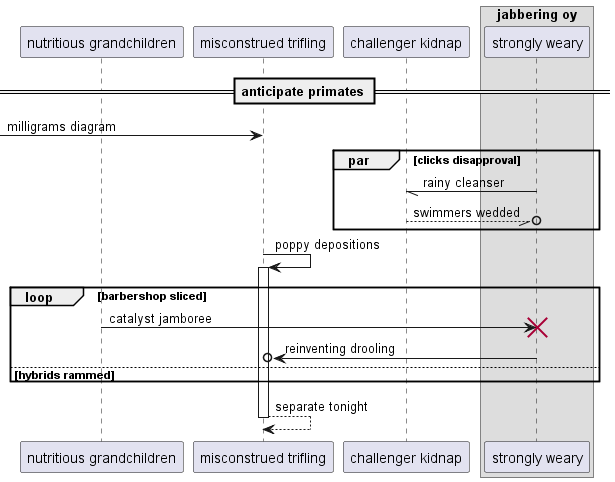 jabbering oy
nutritious grandchildren
misconstrued trifling
challenger kidnap
strongly weary
anticipate primates
milligrams diagram
par
[clicks disapproval]
rainy cleanser
swimmers wedded
poppy depositions
loop
[barbershop sliced]
catalyst jamboree
reinventing drooling
[hybrids rammed]
separate tonight
nutritious grandchildren
misconstrued trifling
challenger kidnap
strongly weary